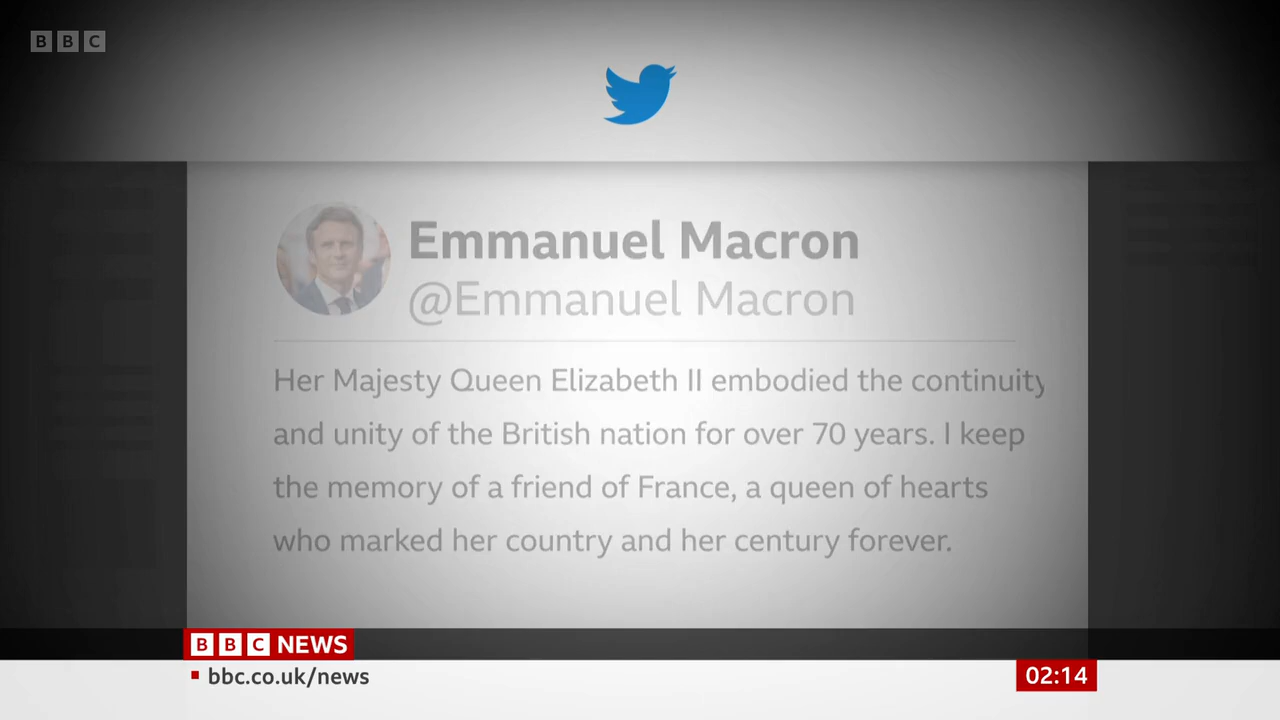 BBC
Emmanuel Macron
@Emmanuel Macron
Her Majesty Queen Elizabeth II embodied the continuity
and unity of the British nation for over 70 years. I keep
the memory of a friend of France, a queen of hearts
who marked her country and her century forever.
BBC NEWS
bbc.co.uk/news
02:14